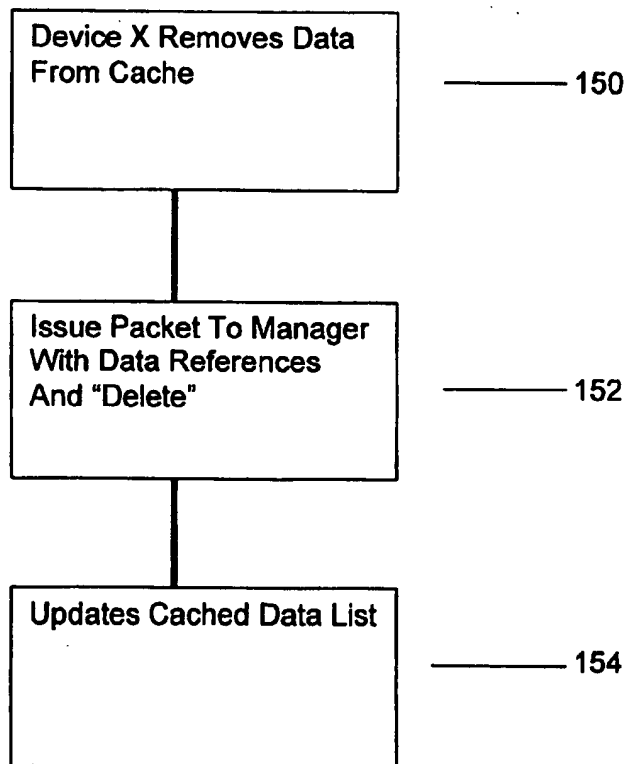 Device X Removes Data
From Cache
150
Issue Packet To Manager
With Data References
And “Delete”
152
Updates Cached Data List
154